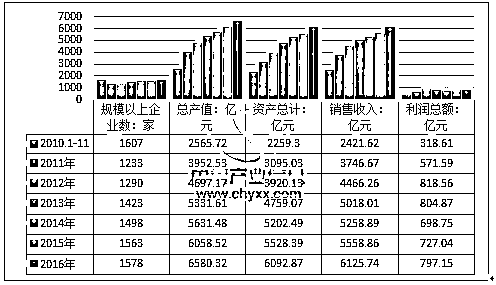 7000
6000
5000
4000
3000
2000
1000
0
规模以上企业数：家
总产值：亿元
资产总计：亿元
销售收入：亿元
利润总额：亿元
2010.1-11 1607 2565.72 2259.3 2421.62 318.61
2011年 1233 3952.53 3095.03 3746.67 571.59
2012年 1290 4697.17 3920.13 4466.26 818.56
2013年 1423 5331.61 4759.07 5018.01 804.87
2014年 1498 5631.48 5202.49 5258.89 698.75
2015年 1563 6058.52 5528.39 5558.86 727.04
2016年 1578 6580.32 6092.87 6125.74 797.15
www.chyxx.com